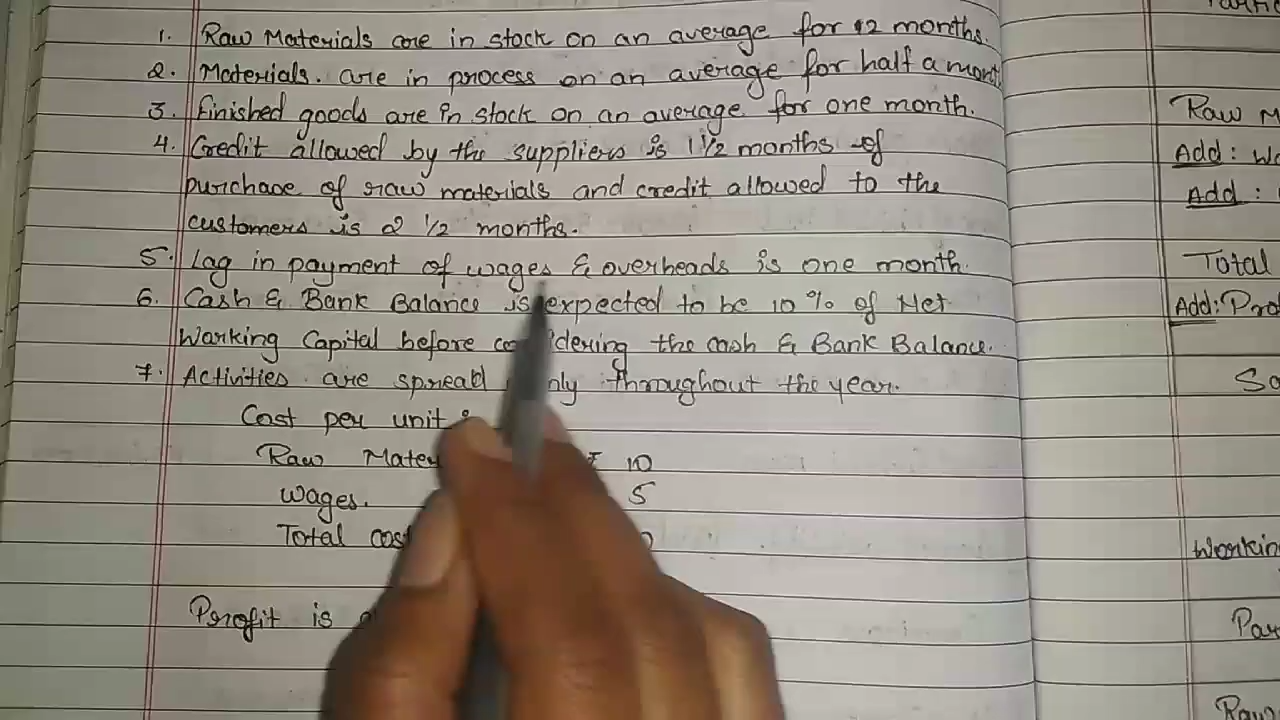 1. Raw Materials are in stock on an average for 2 months.
2. Materials. are in process on an average for half a month
3. Finished goods are in stock on an average for one month.
4. Credit allowed by the suppliers is 1 1/2 months of
purchase of raw materials and credit allowed to the
customers is 2 1/2 months.
5. Lag in payment of wages & overheads is one month.
6. Cash & Bank Balance is expected to be 10% of Net
Working Capital before the cash & Bank Balance.
7. Activities are spread throughout the year.
Cost per unit
Raw ₹ 10
Wages. 5
Total
Profit is
Raw
Add:
Add:
Total
Add: